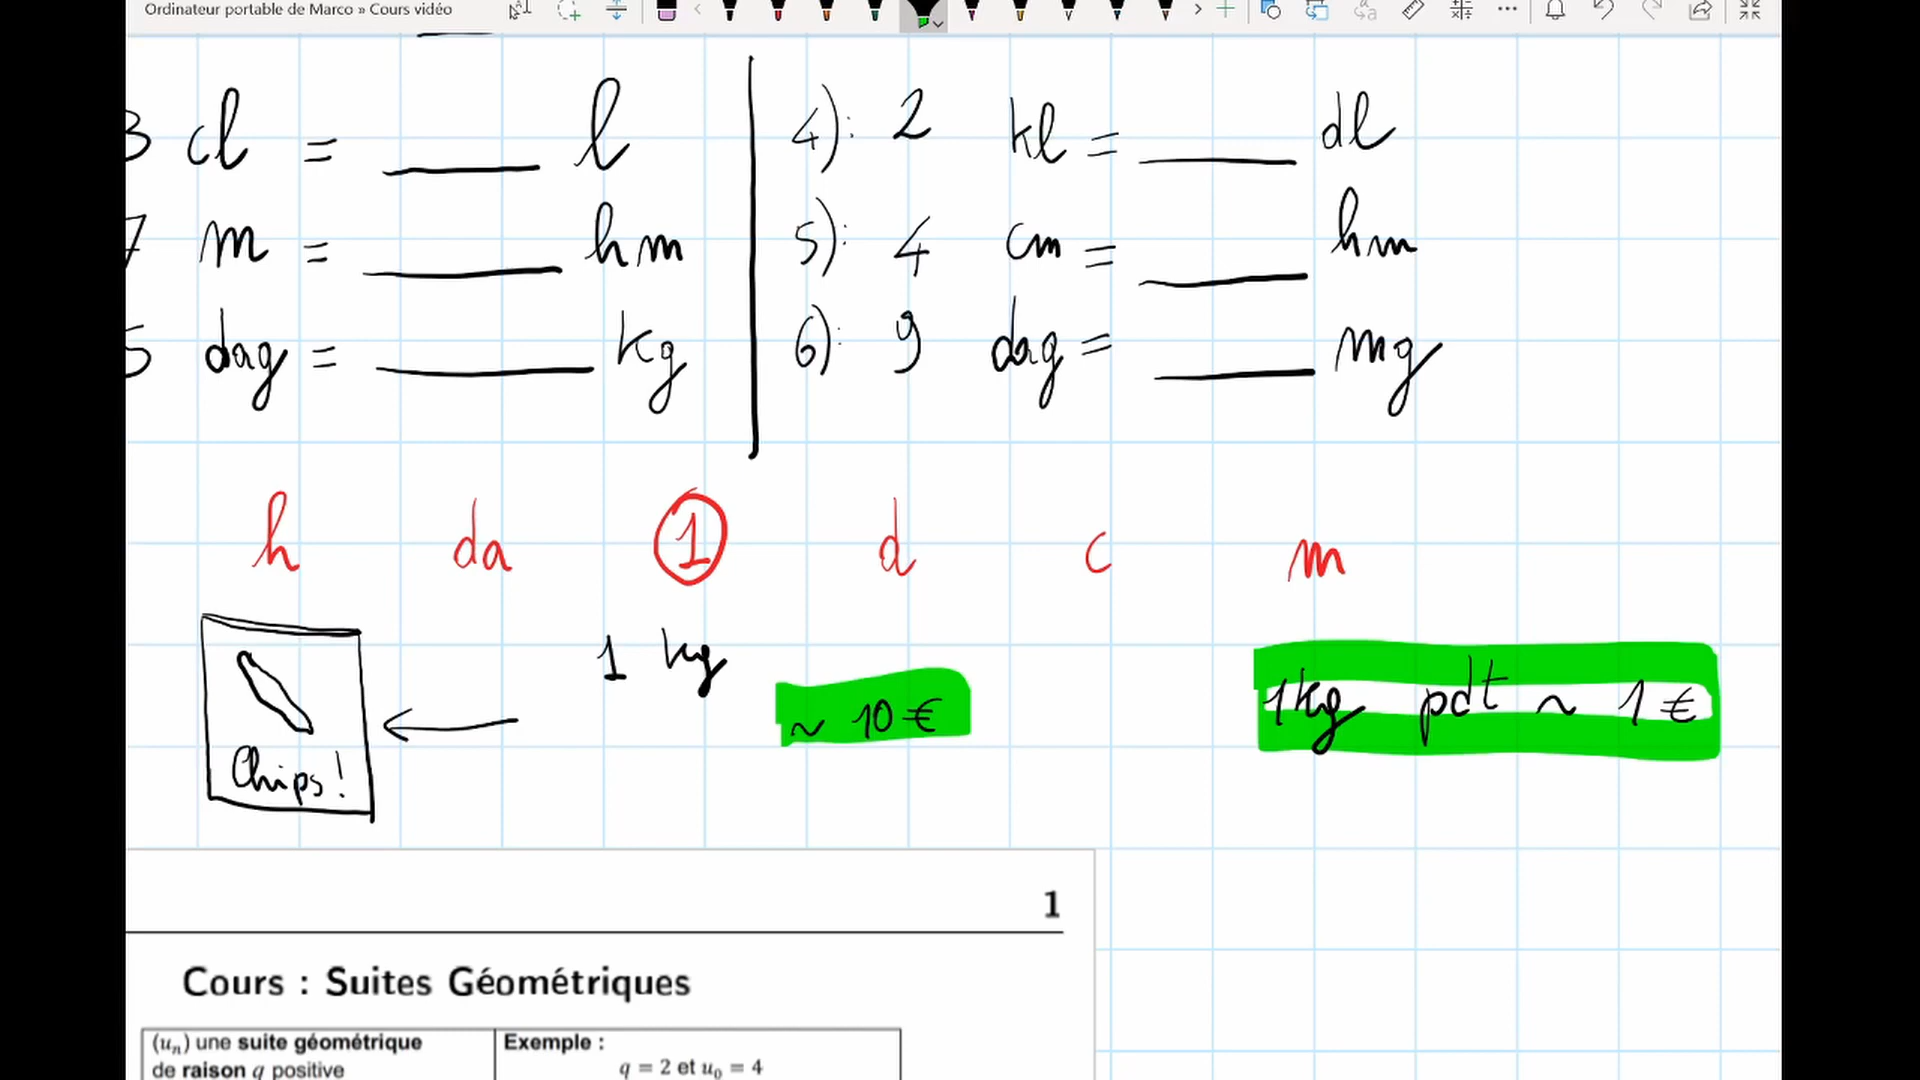 Ordinateur portable de Marco » Cours vidéo
3 cl = ____ l
7 m = ____ hm
5 dag = ____ kg
4): 2 kl = ____ dl
5): 4 cm = ____ hm
6): 9 dag = ____ mg
h da 1 d c m
Chips!
1 kg
~ 10 €
1kg pdt ~ 1 €
1
Cours : Suites Géométriques
(uₙ) une suite géométrique
de raison q positive
Exemple :
q = 2 et u₀ = 4